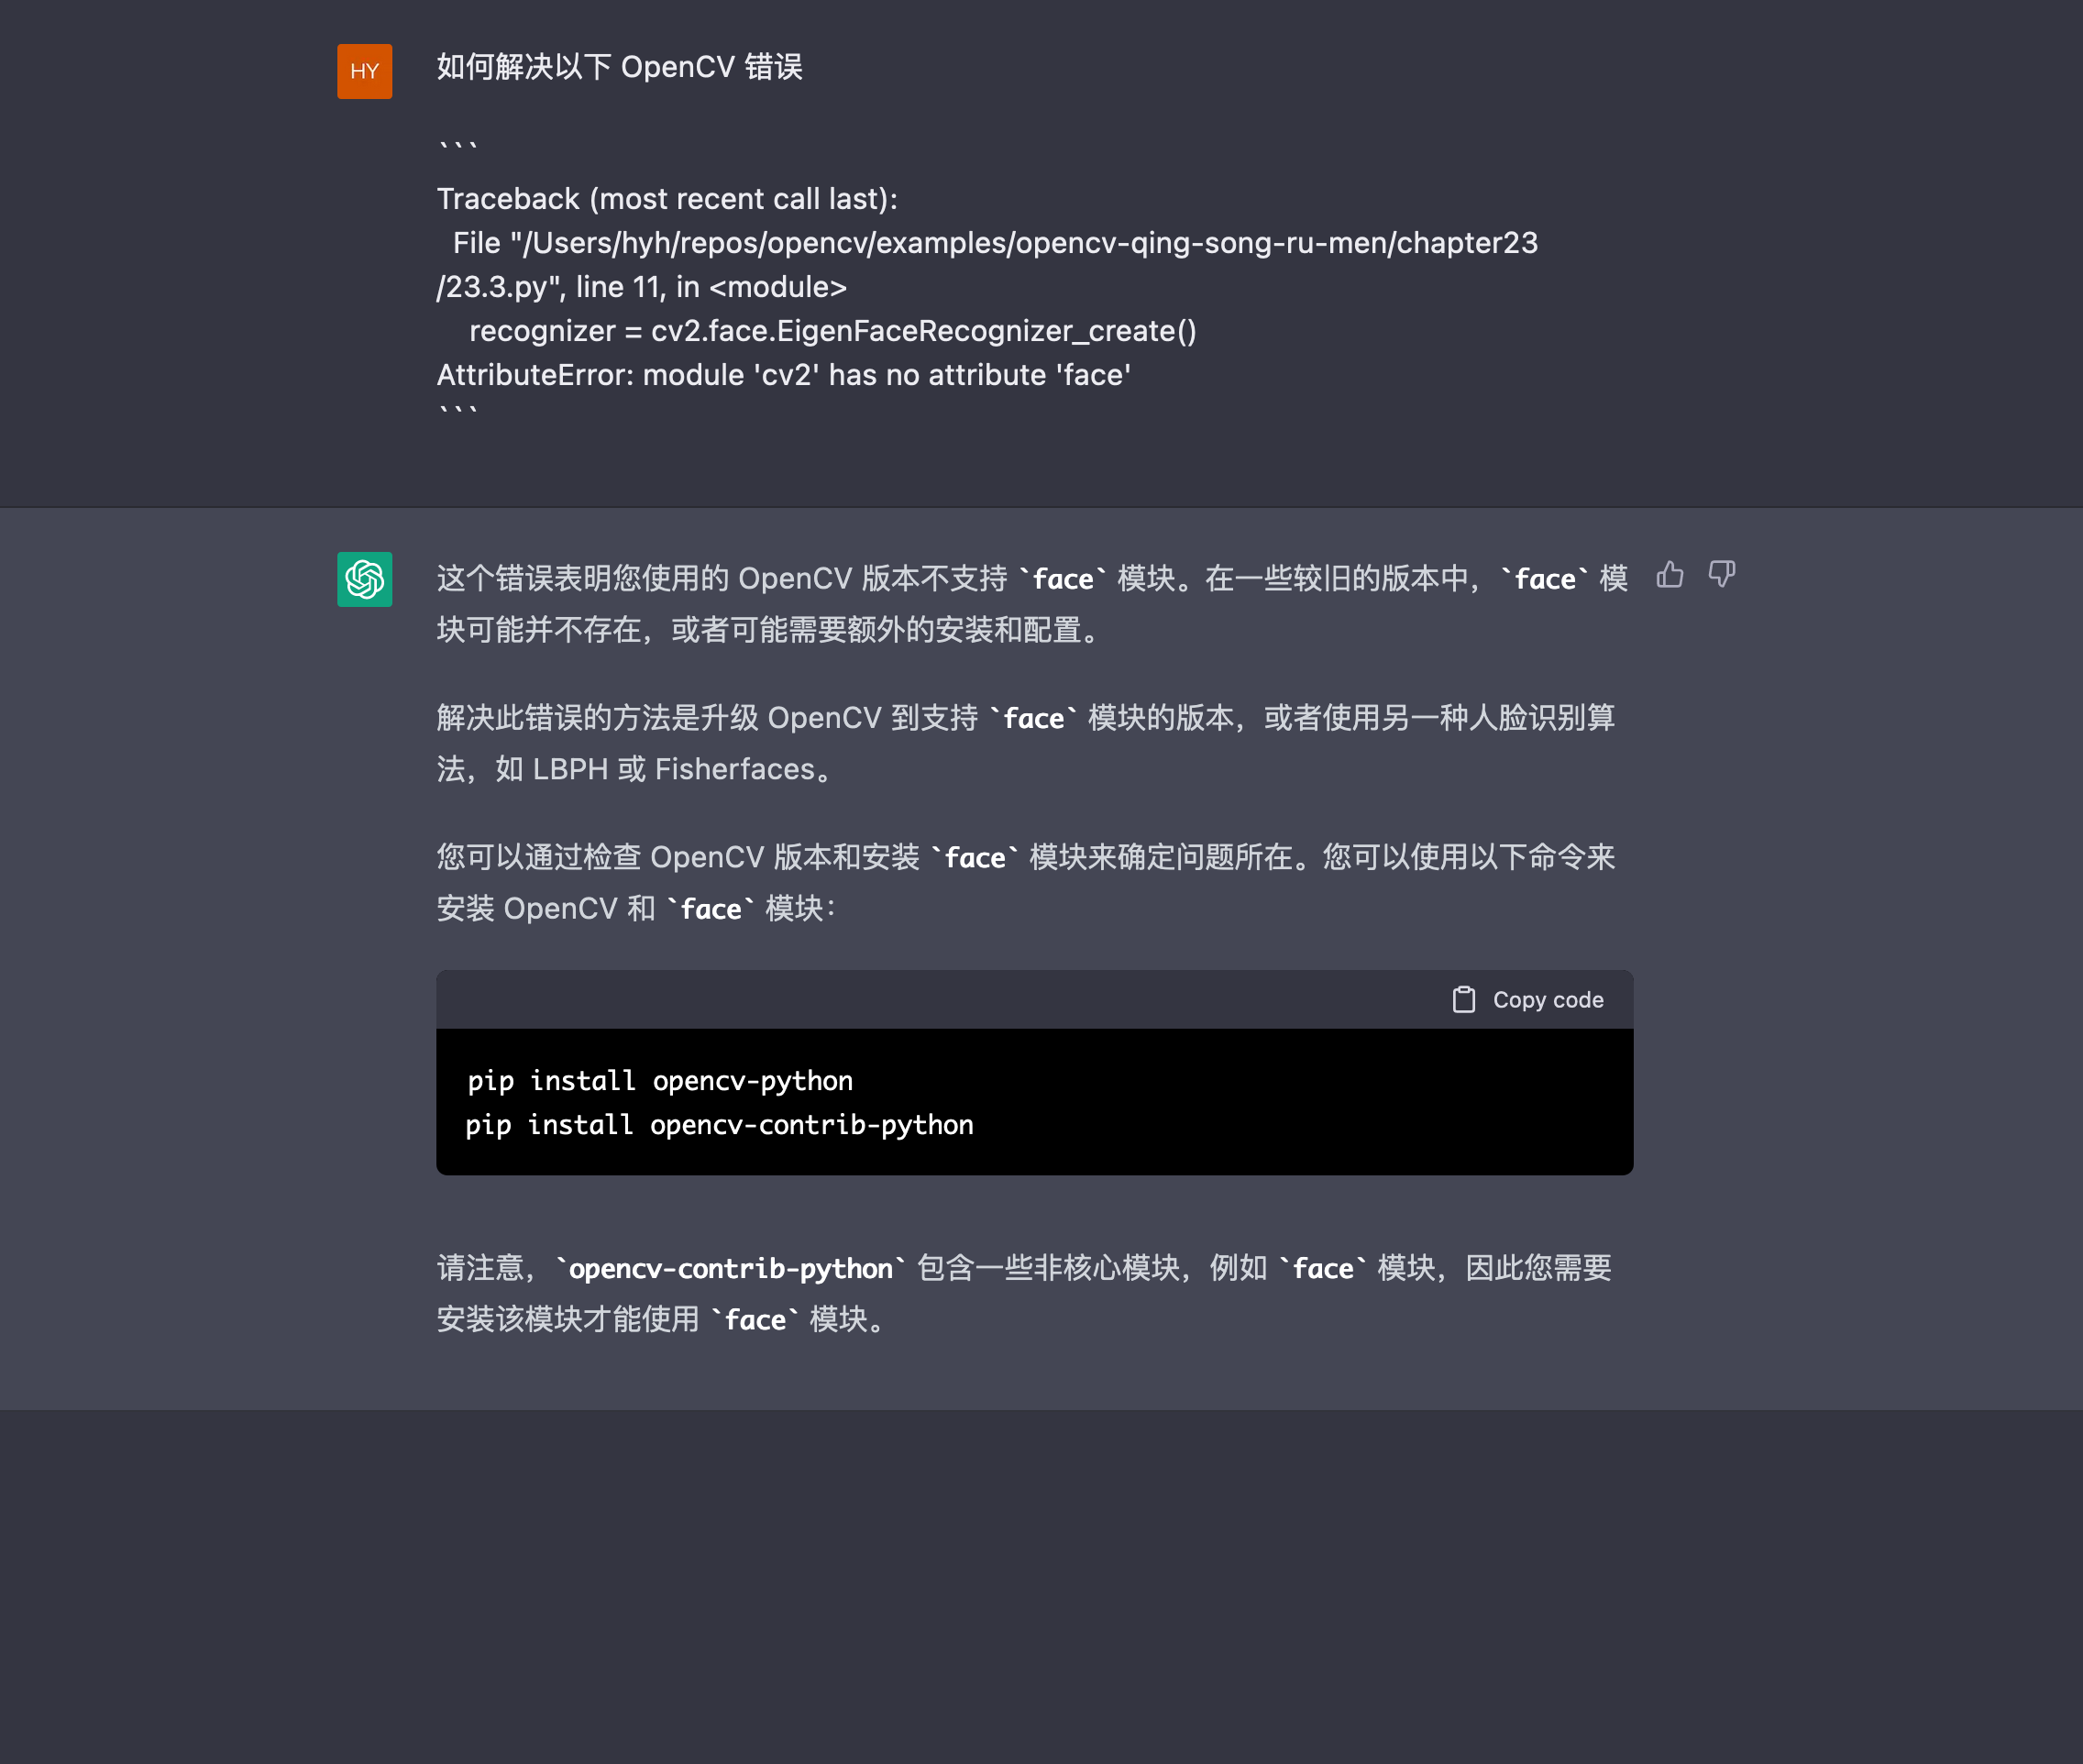 HY
如何解决以下 OpenCV 错误
```
Traceback (most recent call last):
  File "/Users/hyh/repos/opencv/examples/opencv-qing-song-ru-men/chapter23
/23.3.py", line 11, in <module>
    recognizer = cv2.face.EigenFaceRecognizer_create()
AttributeError: module 'cv2' has no attribute 'face'
```
这个错误表明您使用的 OpenCV 版本不支持 `face` 模块。在一些较旧的版本中，`face` 模
块可能并不存在，或者可能需要额外的安装和配置。
解决此错误的方法是升级 OpenCV 到支持 `face` 模块的版本，或者使用另一种人脸识别算
法，如 LBPH 或 Fisherfaces。
您可以通过检查 OpenCV 版本和安装 `face` 模块来确定问题所在。您可以使用以下命令来
安装 OpenCV 和 `face` 模块：
Copy code
pip install opencv-python
pip install opencv-contrib-python
请注意，`opencv-contrib-python` 包含一些非核心模块，例如 `face` 模块，因此您需要
安装该模块才能使用 `face` 模块。